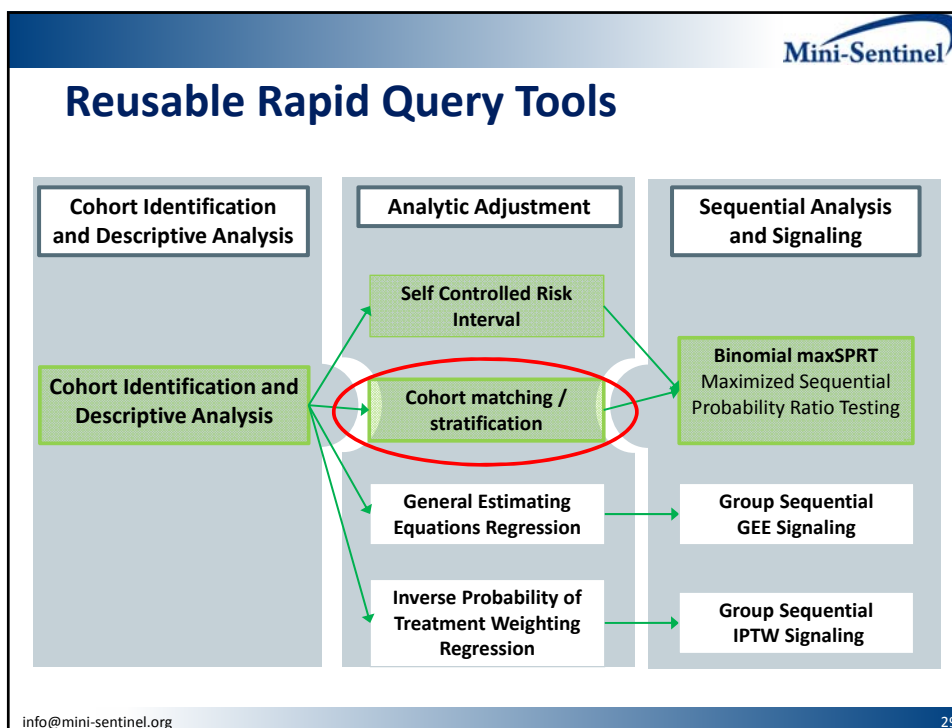 Mini-Sentinel
Reusable Rapid Query Tools
Cohort Identification
and Descriptive Analysis
Analytic Adjustment
Sequential Analysis
and Signaling
Self Controlled Risk
Interval
Cohort Identification and
Descriptive Analysis
Cohort matching /
stratification
Binomial maxSPRT
Maximized Sequential
Probability Ratio Testing
General Estimating
Equations Regression
Group Sequential
GEE Signaling
Inverse Probability of
Treatment Weighting
Regression
Group Sequential
IPTW Signaling
info@mini-sentinel.org